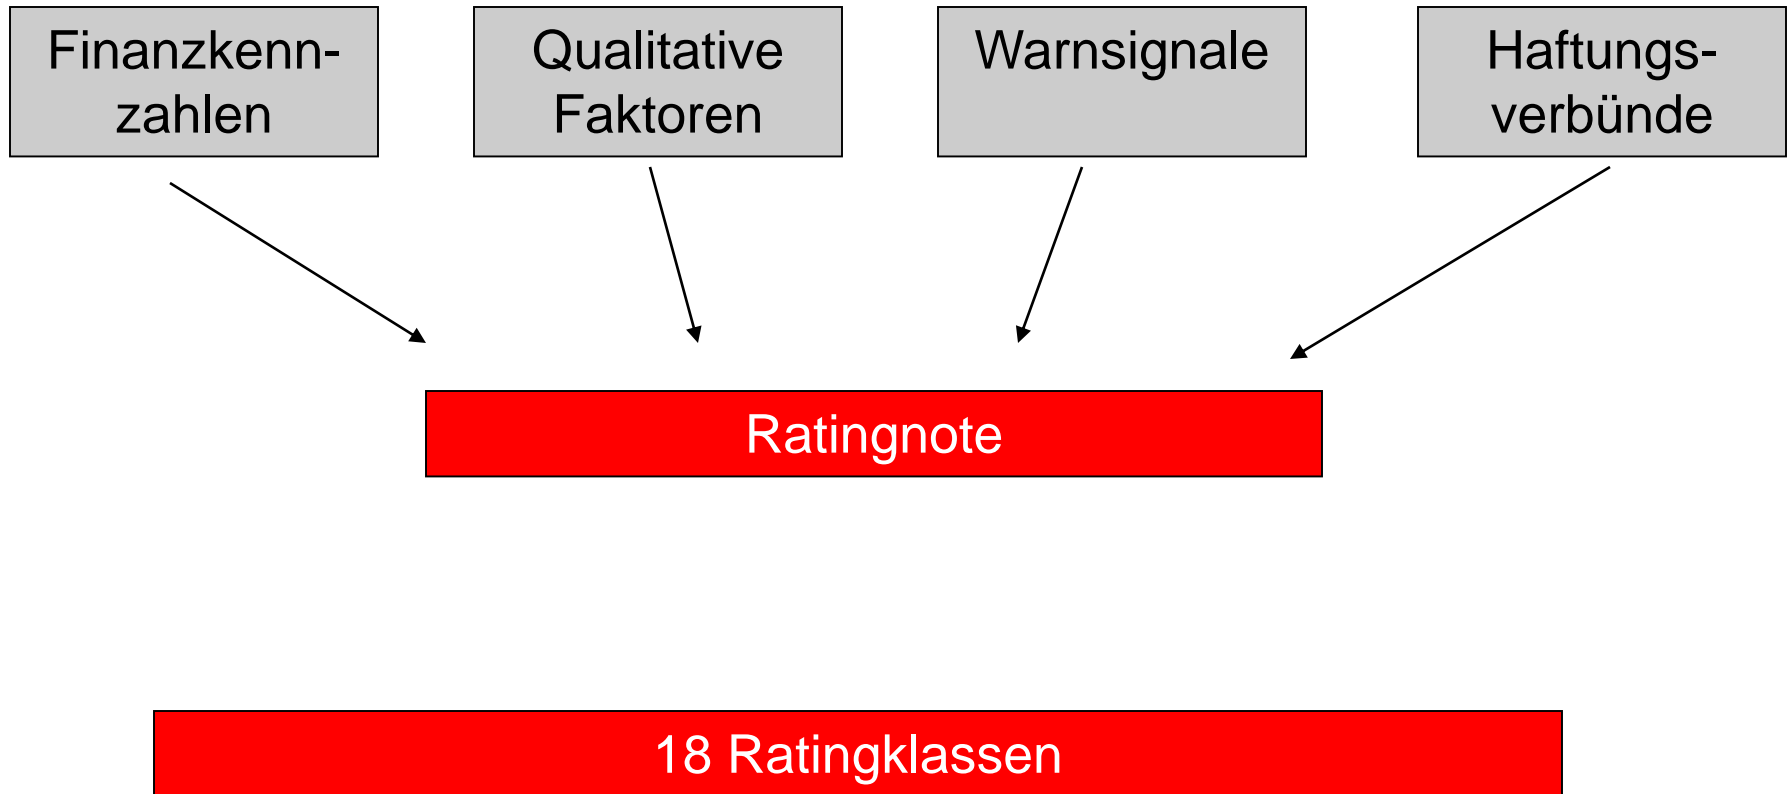 Finanzkenn-
zahlen
Qualitative
Faktoren
Warnsignale
Haftungs-
verbünde
Ratingnote
18 Ratingklassen